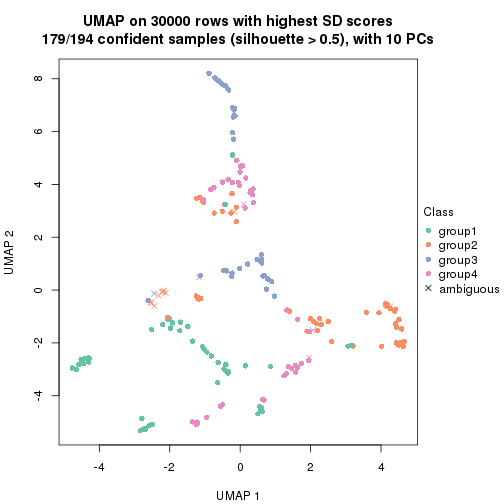 UMAP on 30000 rows with highest SD scores
179/194 confident samples (silhouette > 0.5), with 10 PCs
8
6
4
2
0
-2
-4
UMAP 2
-4
-2
0
2
4
UMAP 1
Class
group1
group2
group3
group4
ambiguous